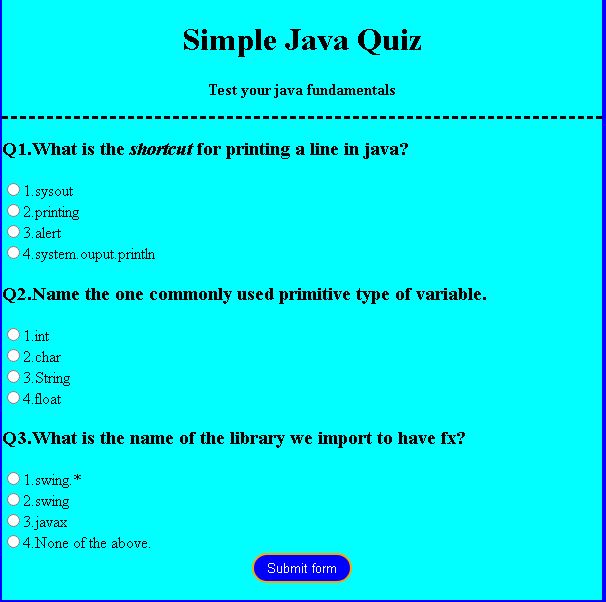 Simple Java Quiz
Test your java fundamentals
Q1.What is the shortcut for printing a line in java?
1.sysout
2.printing
3.alert
4.system.ouput.println
Q2.Name the one commonly used primitive type of variable.
1.int
2.char
3.String
4.float
Q3.What is the name of the library we import to have fx?
1.swing.*
2.swing
3.javax
4.None of the above.
Submit form